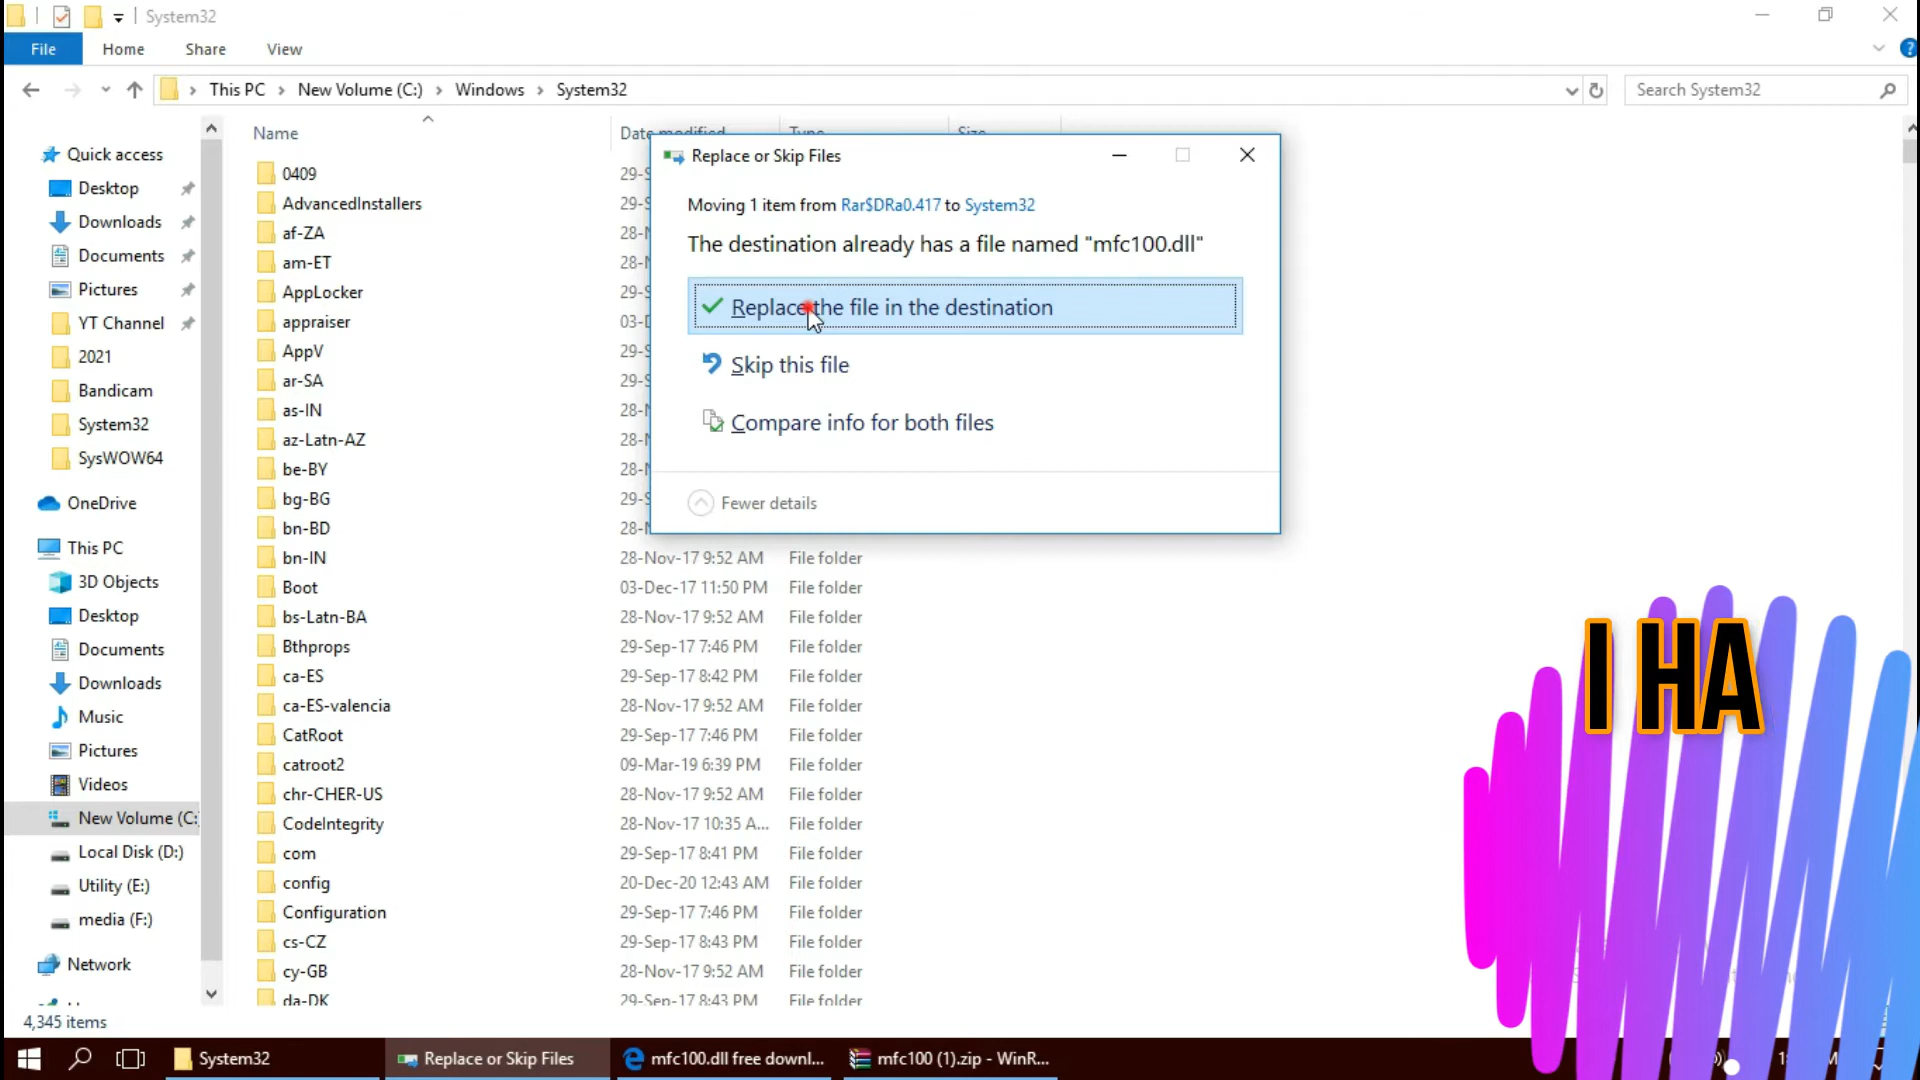 System32
File Home Share View
This PC New Volume (C:) Windows System32
Search System32
Quick access
Desktop
Downloads
Documents
Pictures
YT Channel
2021
Bandicam
System32
SysWOW64
OneDrive
This PC
3D Objects
Desktop
Documents
Downloads
Music
Pictures
Videos
New Volume (C:
Local Disk (D:)
Utility (E:)
media (F:)
Network
Name Date modified Type Size
0409
AdvancedInstallers
af-ZA
am-ET
AppLocker
appraiser
AppV
ar-SA
as-IN
az-Latn-AZ
be-BY
bg-BG
bn-BD
bn-IN 28-Nov-17 9:52 AM File folder
Boot 03-Dec-17 11:50 PM File folder
bs-Latn-BA 28-Nov-17 9:52 AM File folder
Bthprops 29-Sep-17 7:46 PM File folder
ca-ES 29-Sep-17 8:42 PM File folder
ca-ES-valencia 28-Nov-17 9:52 AM File folder
CatRoot 29-Sep-17 7:46 PM File folder
catroot2 09-Mar-19 6:39 PM File folder
chr-CHER-US 28-Nov-17 9:52 AM File folder
CodeIntegrity 28-Nov-17 10:35 A... File folder
com 29-Sep-17 8:41 PM File folder
config 20-Dec-20 12:43 AM File folder
Configuration 29-Sep-17 7:46 PM File folder
cs-CZ 29-Sep-17 8:43 PM File folder
cy-GB 28-Nov-17 9:52 AM File folder
da-DK 29-Sep-17 8:43 PM File folder
Replace or Skip Files
Moving 1 item from Rar$DRa0.417 to System32
The destination already has a file named "mfc100.dll"
Replace the file in the destination
Skip this file
Compare info for both files
Fewer details
I HA
4,345 items
System32 Replace or Skip Files mfc100.dll free downl... mfc100 (1).zip - WinR...